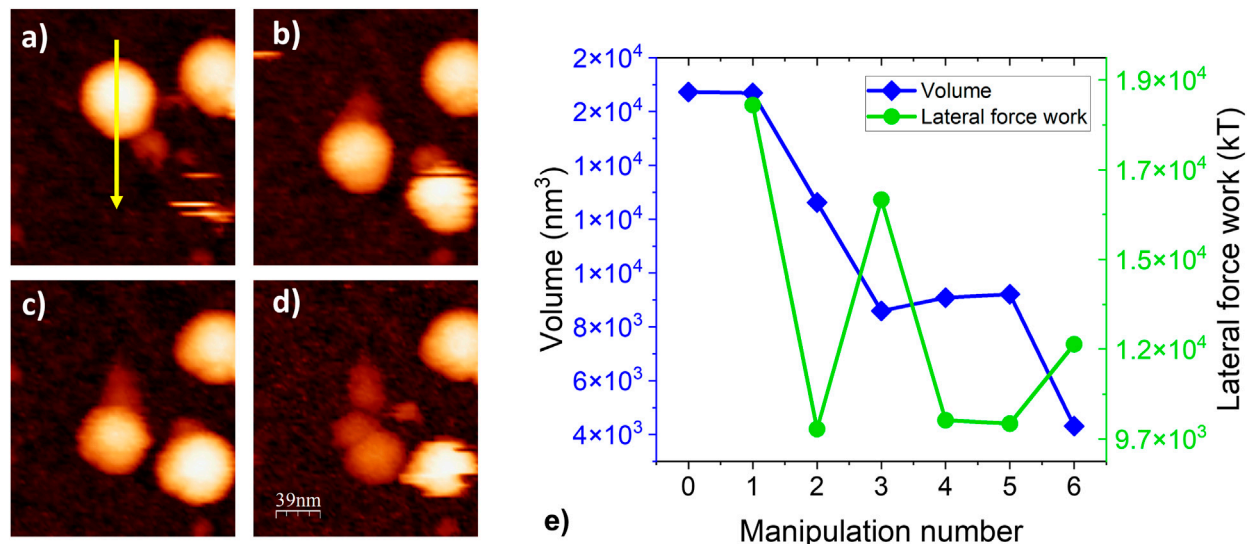 a)
b)
c)
d)
39nm
e)
Volume (nm³)
2×10⁴
2×10⁴
1×10⁴
1×10⁴
1×10⁴
8×10³
6×10³
4×10³
Volume
Lateral force work
1.9×10⁴
1.7×10⁴
1.5×10⁴
1.2×10⁴
9.7×10³
Lateral force work (kT)
0 1 2 3 4 5 6
Manipulation number